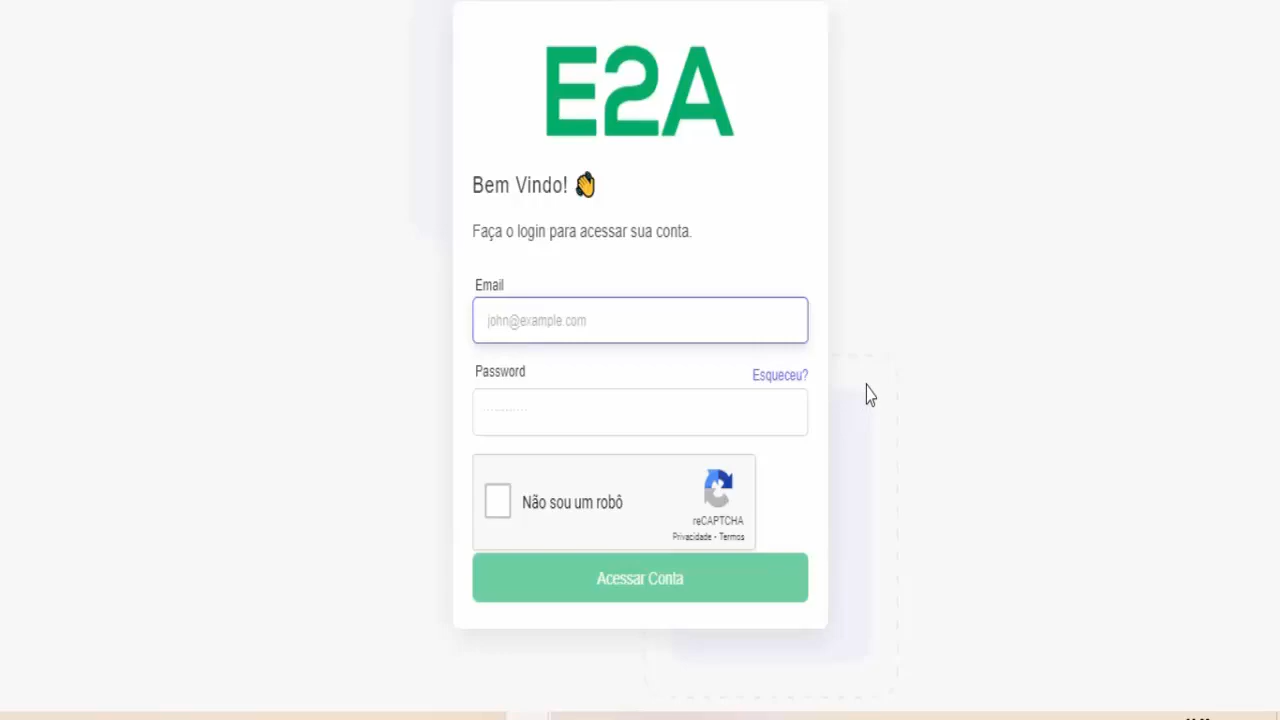 E2A
Bem Vindo! 👋
Faça o login para acessar sua conta.
Email
john@example.com
Password
Esqueceu?
............
Não sou um robô
reCAPTCHA
Privacidade - Termos
Acessar Conta